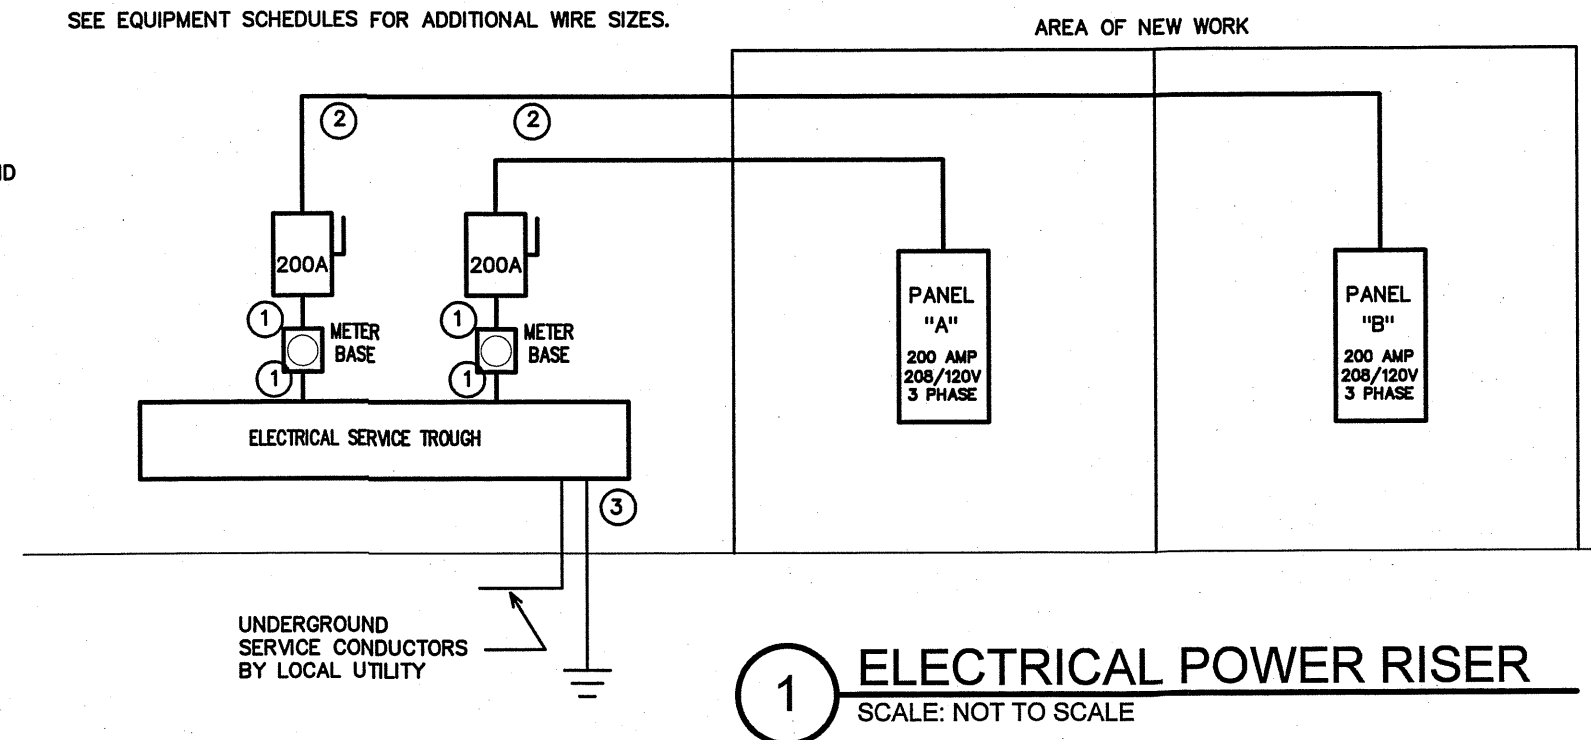 SEE EQUIPMENT SCHEDULES FOR ADDITIONAL WIRE SIZES.
AREA OF NEW WORK
2
2
200A
200A
1
METER
BASE
1
1
METER
BASE
1
PANEL
"A"
200 AMP
208/120V
3 PHASE
PANEL
"B"
200 AMP
208/120V
3 PHASE
ELECTRICAL SERVICE TROUGH
3
UNDERGROUND
SERVICE CONDUCTORS
BY LOCAL UTILITY
1
ELECTRICAL POWER RISER
SCALE: NOT TO SCALE